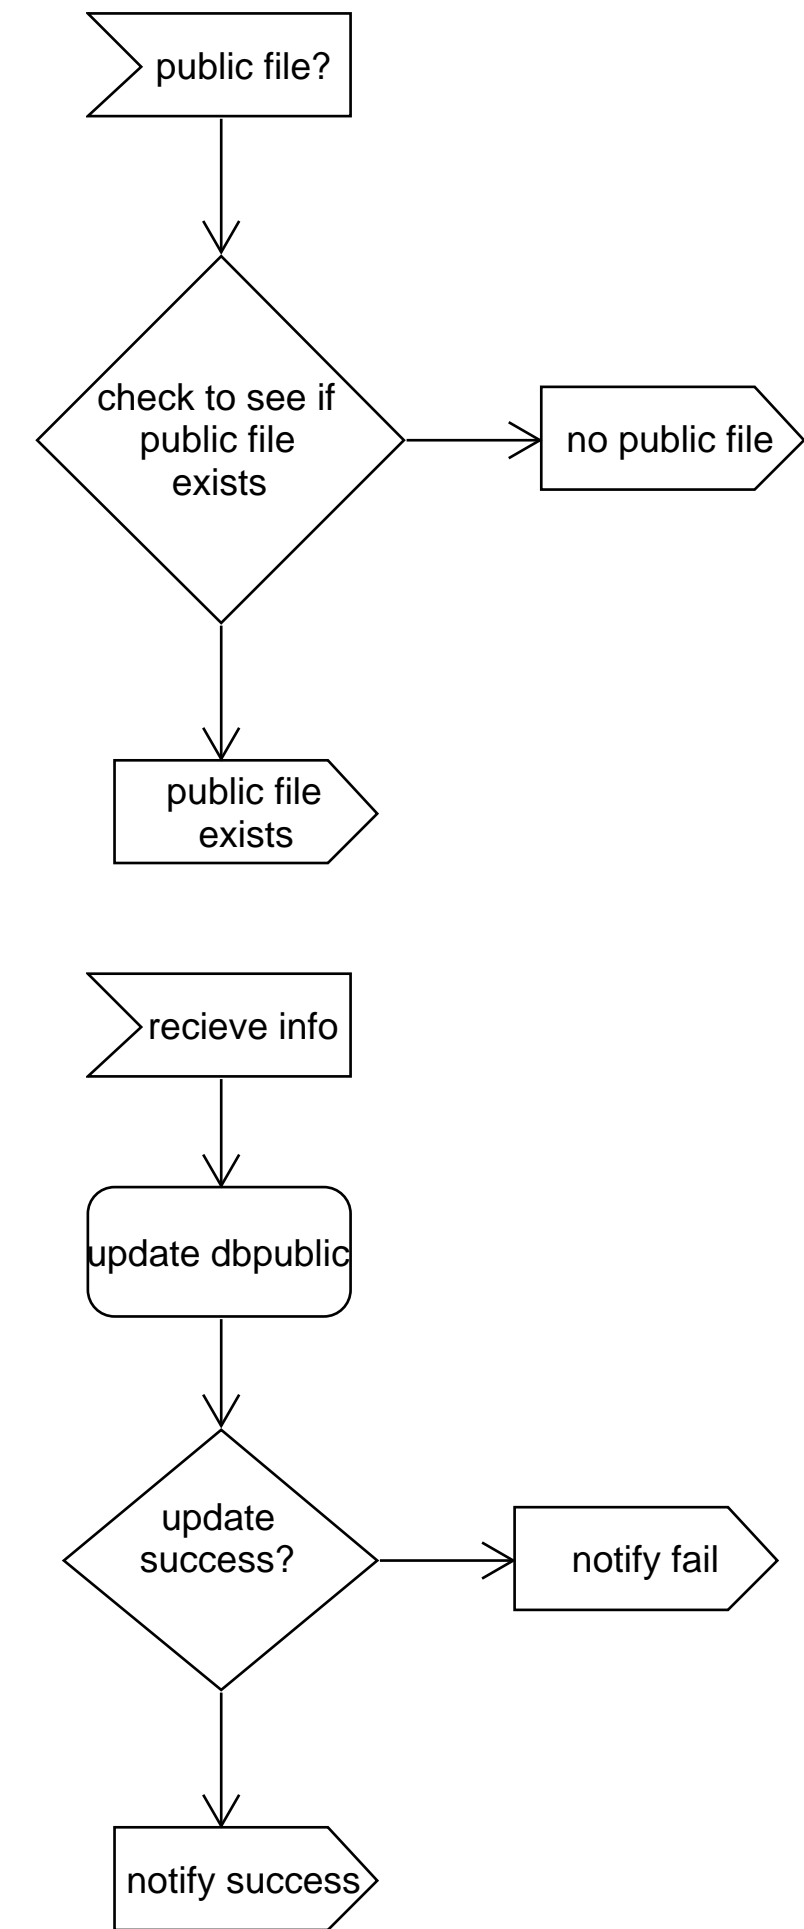 public file?
check to see if
public file
exists
no public file
public file
exists
recieve info
update dbpublic
update
success?
notify fail
notify success